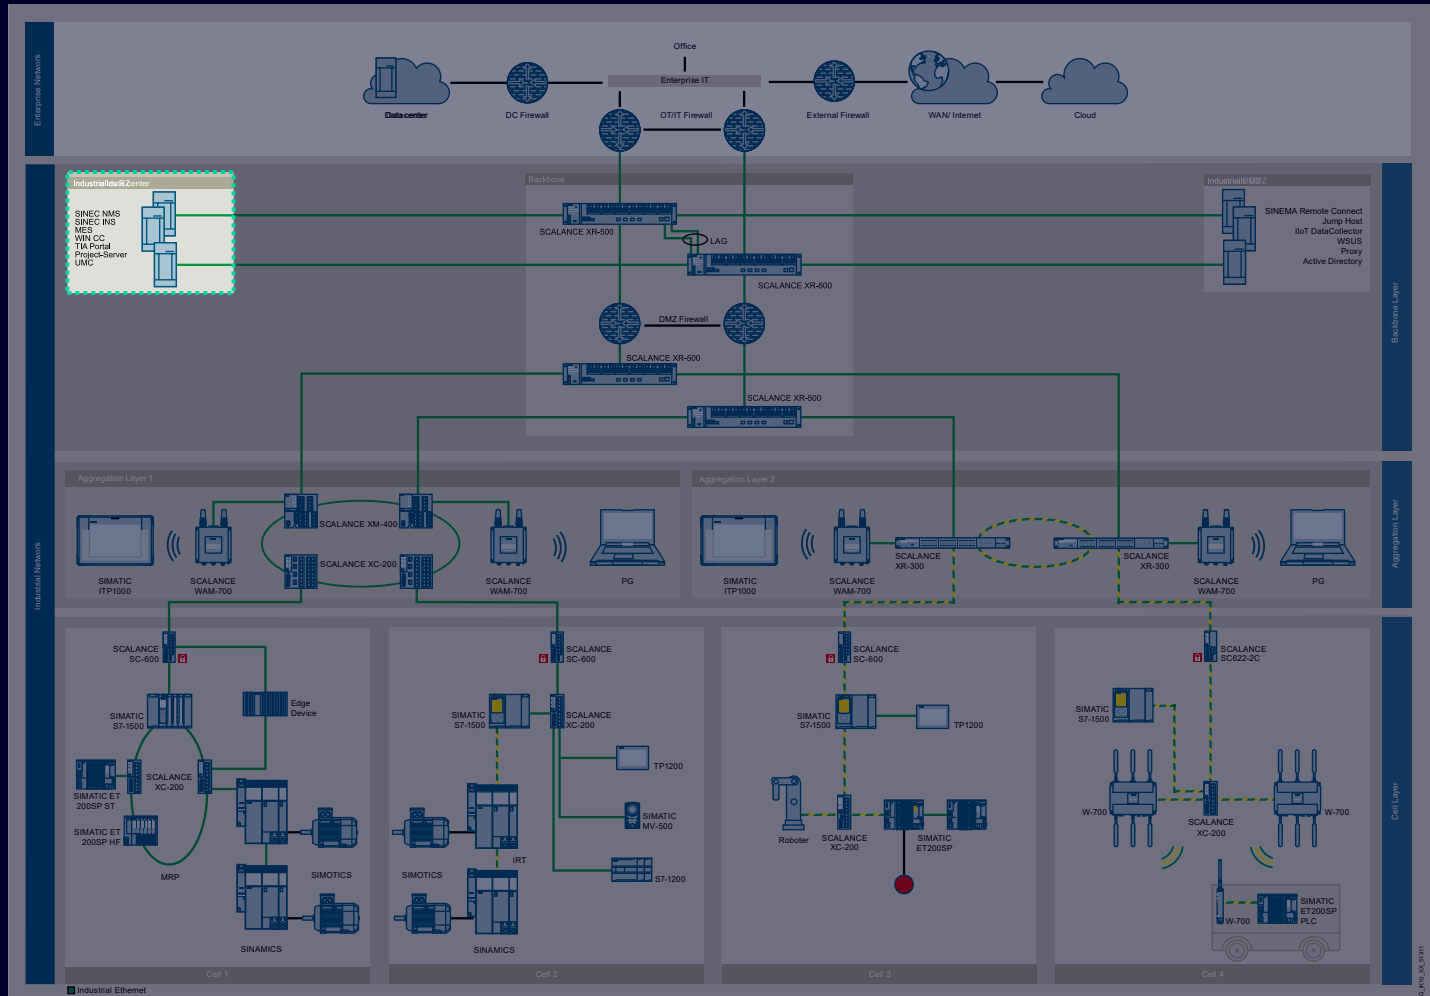 Enterprise Network
Office
Enterprise IT
Datacenter
DC Firewall
OT/IT Firewall
External Firewall
WAN/ Internet
Cloud
Industrial Network
Backbone Layer
Backbone
SINEC NMS
SINEC INS
MES
WIN CC
TIA Portal
Project-Server
UMC
SCALANCE XR-500
LAG
SCALANCE XR-500
DMZ Firewall
SCALANCE XR-500
SCALANCE XR-500
SINEMA Remote Connect
Jump Host
IIoT DataCollector
WSUS
Proxy
Active Directory
Aggregation Layer
Aggregation Layer 1
SIMATIC
ITP1000
SCALANCE
WAM-700
SCALANCE XM-400
SCALANCE XC-200
SCALANCE
WAM-700
PG
Aggregation Layer 2
SIMATIC
ITP1000
SCALANCE
WAM-700
SCALANCE
XR-300
SCALANCE
XR-300
SCALANCE
WAM-700
PG
Cell Layer
SCALANCE
SC-600
SIMATIC
S7-1500
Edge
Device
SCALANCE
XC-200
SIMATIC ET
200SP ST
SIMATIC ET
200SP HF
MRP
SIMOTICS
SINAMICS
Cell 1
SCALANCE
SC-600
SIMATIC
S7-1500
SCALANCE
XC-200
TP1200
SIMATIC
MV-500
IRT
S7-1200
SIMOTICS
SINAMICS
Cell 2
SCALANCE
SC-600
SIMATIC
S7-1500
TP1200
Roboter
SCALANCE
XC-200
SIMATIC
ET200SP
Cell 3
SCALANCE
SC622-2C
SIMATIC
S7-1500
W-700
SCALANCE
XC-200
W-700
W-700
SIMATIC
ET200SP
PLC
Cell 4
Industrial Ethernet